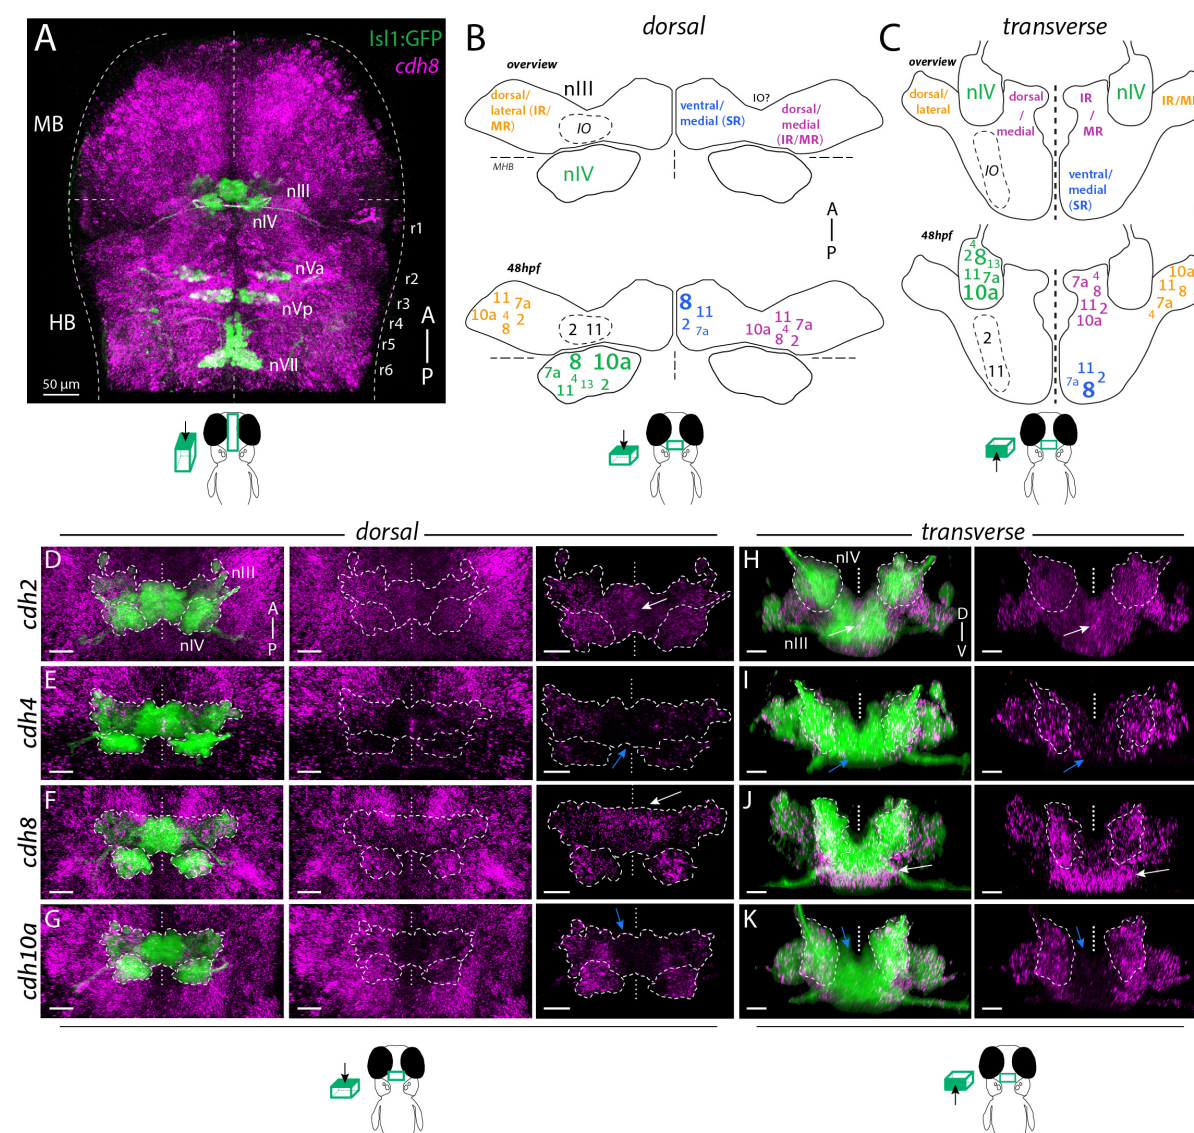 A
Isl1:GFP
cdh8
MB
nIII
nIV
r1
nVa
r2
nVp
r3
HB
r4
r5
nVII
r6
A
P
50 µm
B
dorsal
overview
nIII
dorsal/
lateral (IR/
MR)
IO
ventral/
medial (SR)
IO?
dorsal/
medial
(IR/MR)
MHB
nIV
A
P
48hpf
11 7a
10a 4 2
8
2 11
8 11
2 7a
11
10a 4 7a
8 2
8 10a
7a 4 13 2
11
C
transverse
overview
dorsal/
lateral
nIV
dorsal
/
medial
IR
/
MR
nIV
IR/MR
IO
ventral/
medial
(SR)
48hpf
4
2 8 13
11 7a
10a
7a 4
8
11 2
10a
10a
11 8
7a
4
2
11
11
7a 2
8
dorsal
transverse
cdh2
D
nIII
A
P
nIV
H
nIV
nIII
D
V
cdh4
E
I
cdh8
F
J
cdh10a
G
K